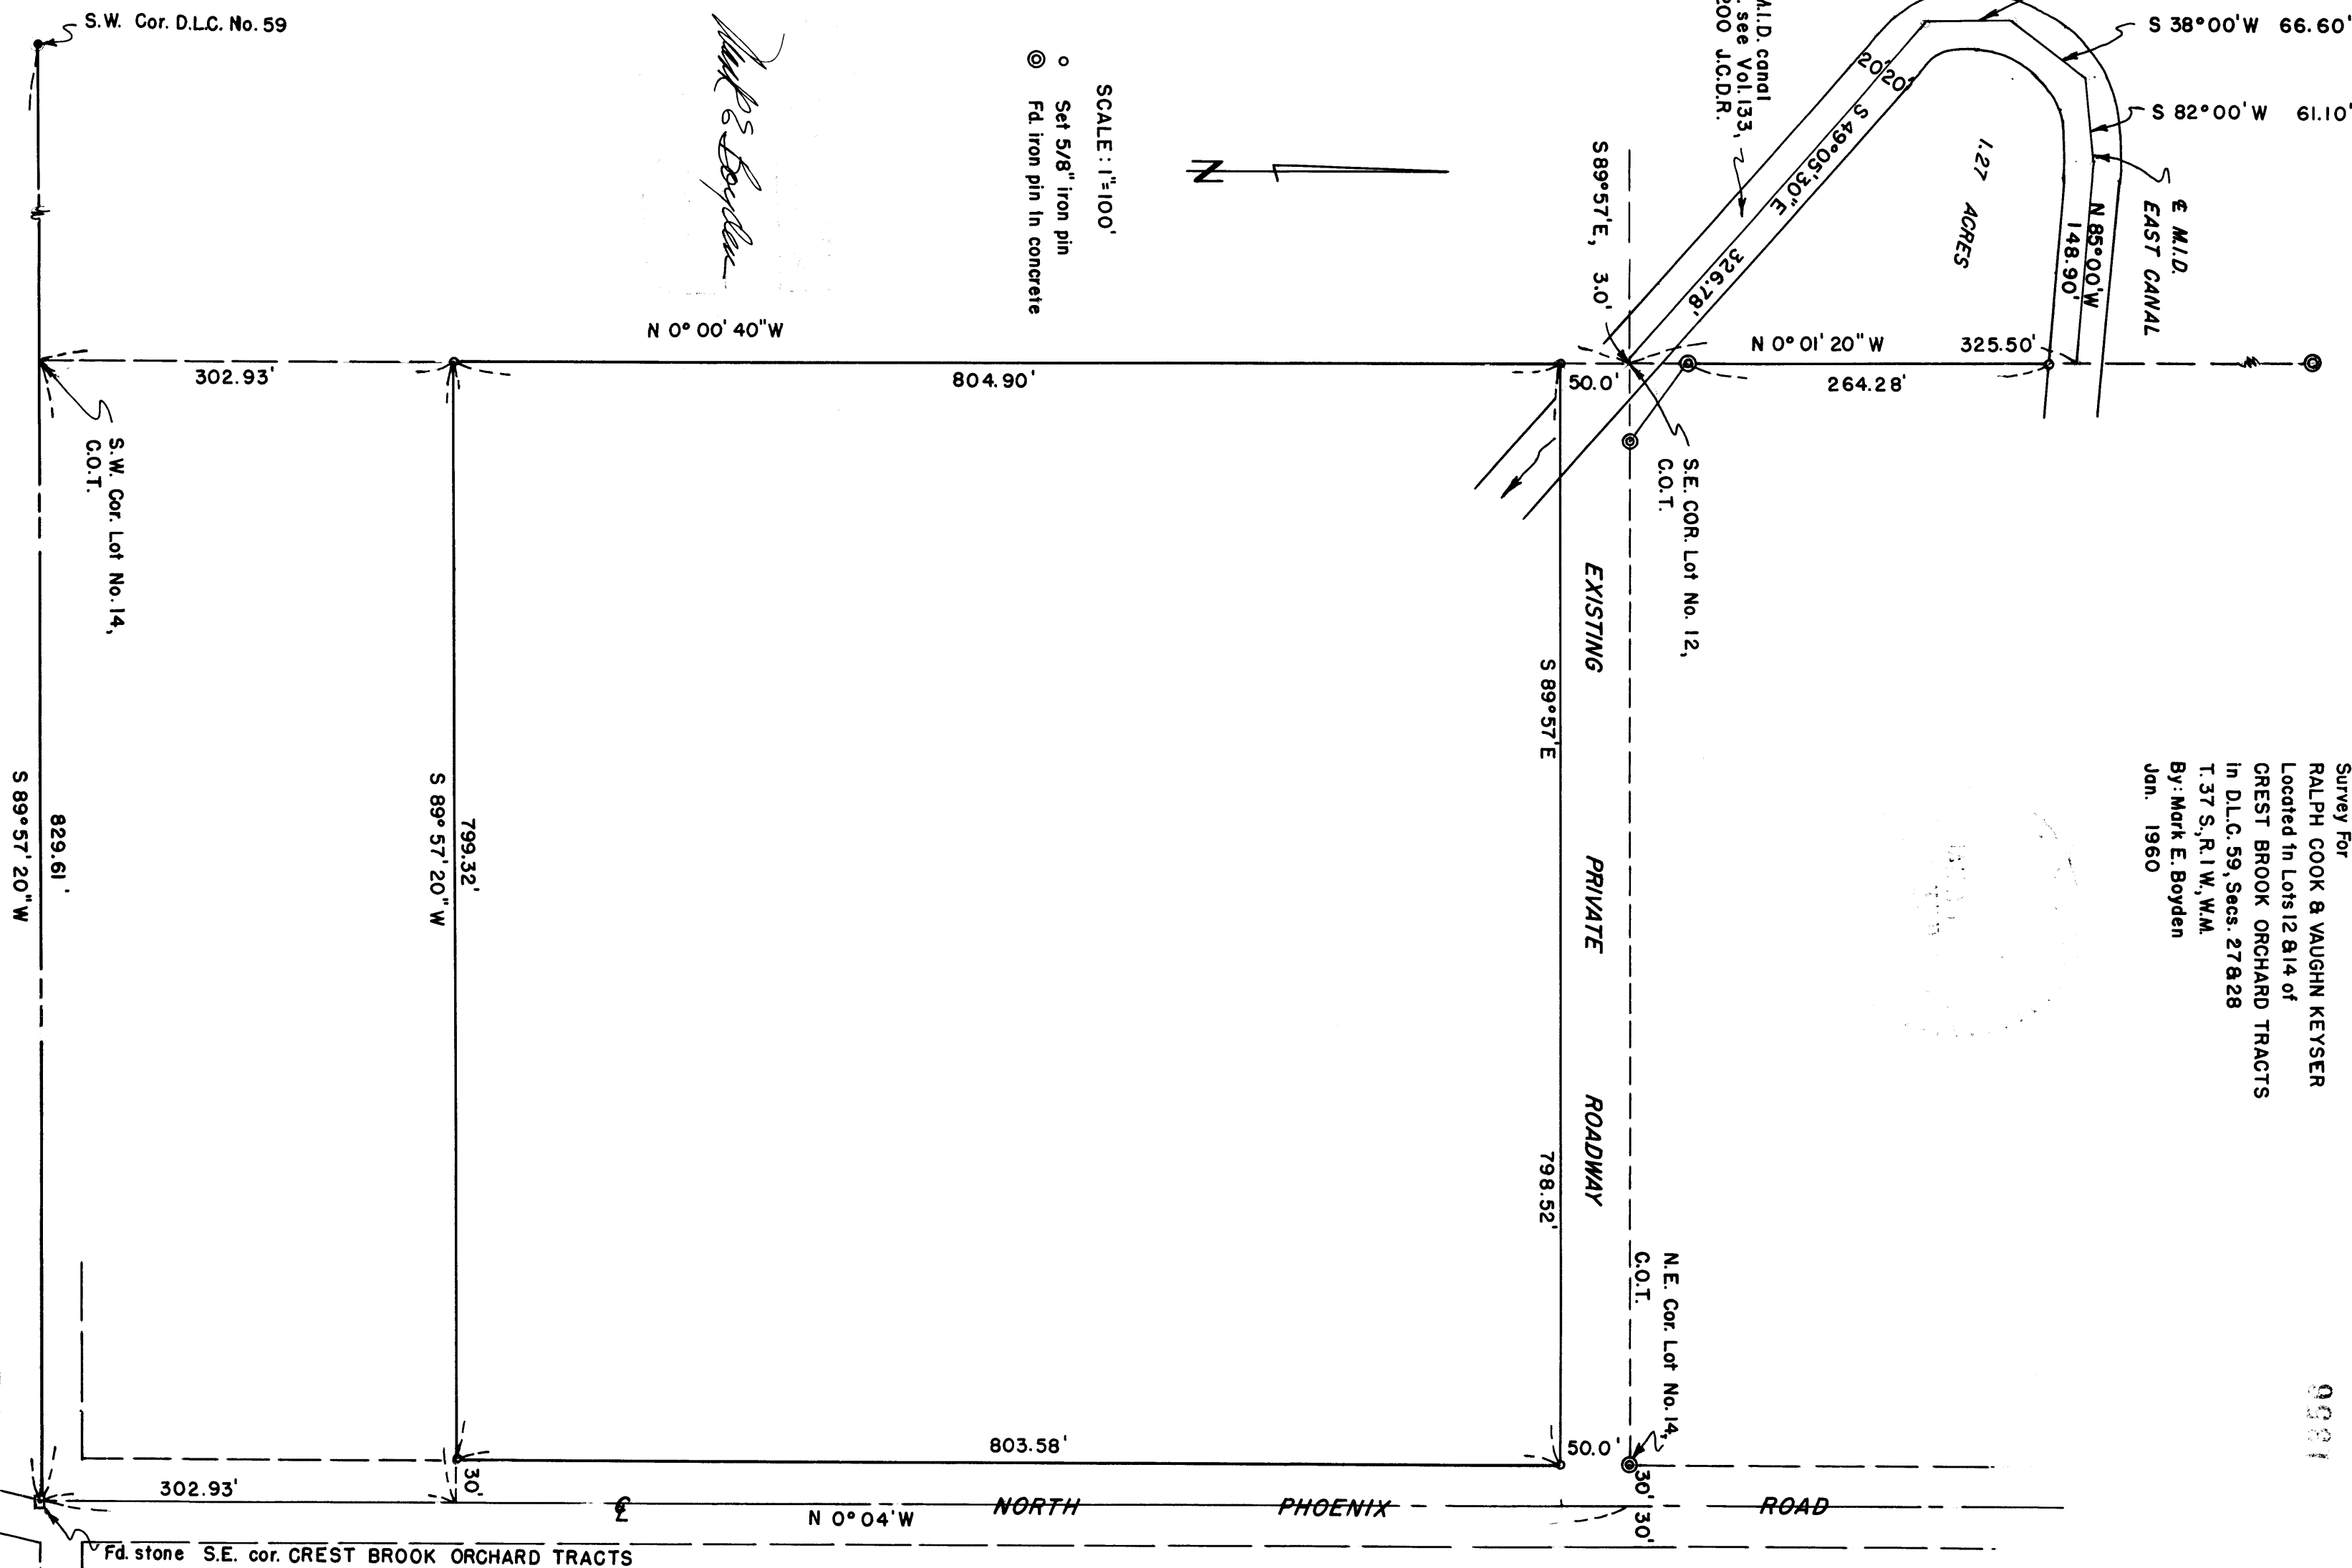 Survey For
RALPH COOK & VAUGHN KEYSER
Located in Lots 12 & 14 of
CREST BROOK ORCHARD TRACTS
in D.L.C. 59, Secs. 27 & 28
T. 37 S., R. 1 W., W.M.
By: Mark E. Boyden
Jan. 1960
S 38°00'W 66.60'
S 82°00'W 61.10'
℄ M.I.D.
EAST CANAL
N 85°00'W
148.90'
1.27 ACRES
20' 20'
S 49°05'30"E
326.78'
M.I.D. canal
see Vol. 133,
200 J.C.D.R.
S 89°57'E, 3.0'
N 0°01'20"W 325.50'
264.28'
50.0'
S.E. COR. Lot No. 12,
C.O.T.
SCALE: 1"=100'
Set 5/8" iron pin
Fd. iron pin in concrete
N
Mark E Boyden
S.W. Cor. D.L.C. No. 59
N 0°00'40"W
302.93'
804.90'
S.W. Cor. Lot No. 14,
C.O.T.
EXISTING PRIVATE ROADWAY
S 89°57'E
798.52'
799.32'
S 89°57'20"W
829.61'
S 89°57'20"W
N.E. Cor. Lot No. 14,
C.O.T.
803.58'
50.0'
30'
30'
30'
302.93'
℄ NORTH PHOENIX ROAD
N 0°04'W
Fd. stone S.E. cor. CREST BROOK ORCHARD TRACTS